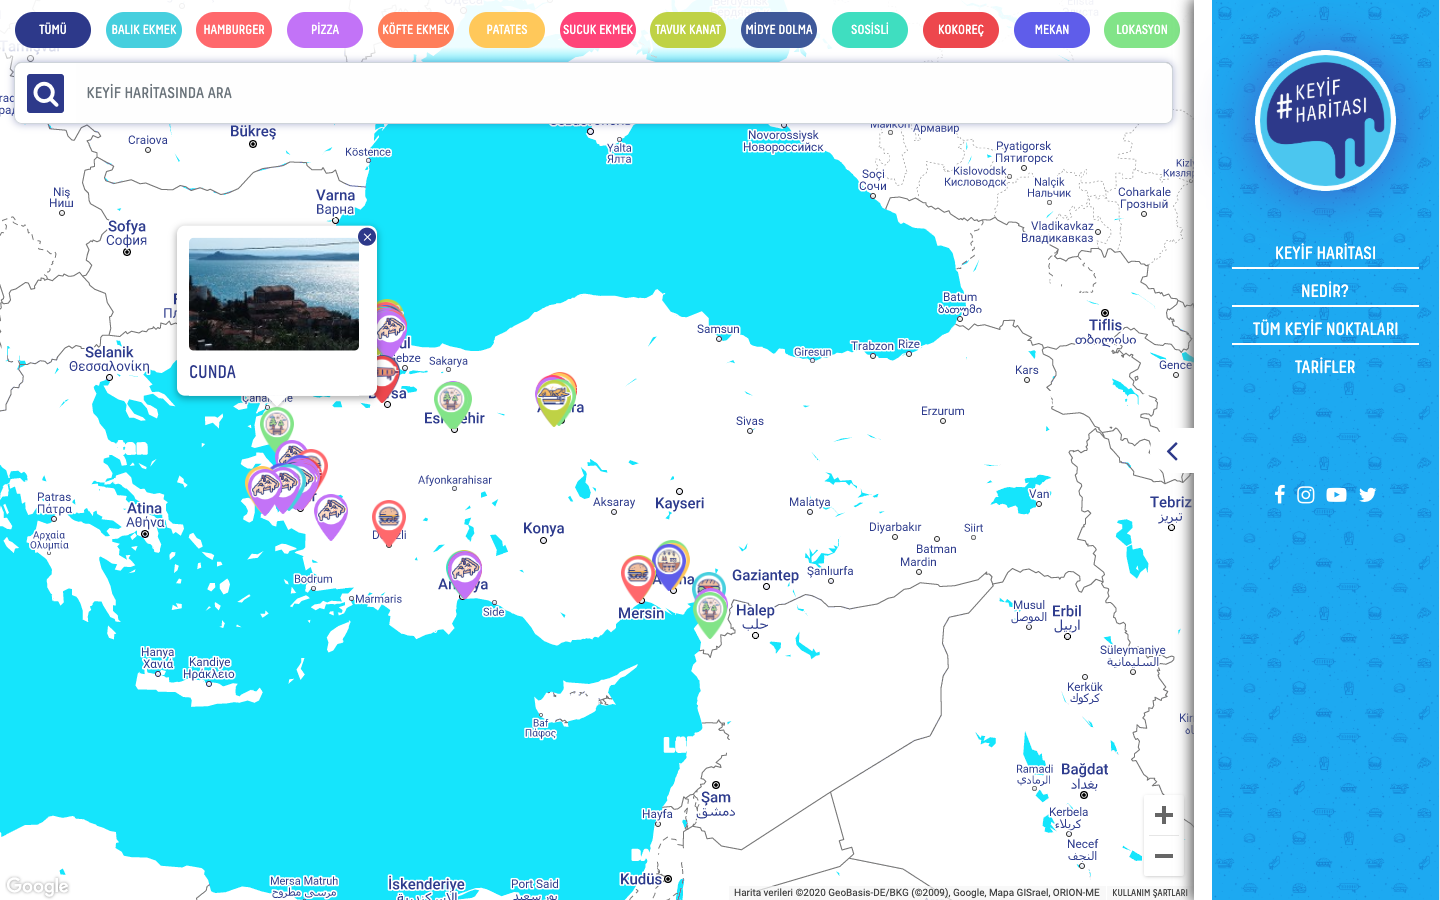 TÜMÜ
BALIK EKMEK
HAMBURGER
PİZZA
KÖFTE EKMEK
PATATES
SUCUK EKMEK
TAVUK KANAT
MİDYE DOLMA
SOSİSLİ
KOKOREÇ
MEKAN
LOKASYON
KEYİF HARİTASINDA ARA
#KEYİF
HARİTASI
KEYİF HARİTASI
NEDİR?
TÜM KEYİF NOKTALARI
TARİFLER
Bükreş
Craiova
Köstence
Yalta
Ялта
Novorossiysk
Новороссийск
Армавир
Pyatigorsk
Пятигорск
Kislovodsk
Кисловодск
Nalçik
Нальчик
Soçi
Сочи
Coharkale
Грозный
Vladikavkaz
Владикавказ
Niş
Ниш
Varna
Варна
Sofya
София
CUNDA
Selanik
Θεσσαλονίκη
Sakarya
Samsun
Giresun
Trabzon
Rize
Batum
ბათუმი
Tiflis
თბილისი
Gence
Kars
Erzurum
Sivas
Afyonkarahisar
Aksaray
Kayseri
Malatya
Van
Tebriz
تبریز
Patras
Πάτρα
Atina
Αθήνα
Αρχαία
Ολυμπία
Konya
Diyarbakır
Siirt
Batman
Mardin
Gaziantep
Şanlıurfa
Bodrum
Marmaris
Side
Mersin
Halep
حلب
Musul
الموصل
Erbil
اربيل
Hanya
Χανιά
Kandiye
Ηράκλειο
Süleymaniye
السليمانية
Kerkük
كركوك
Baf
Πάφος
Ramadi
الرمادي
Bağdat
بغداد
Şam
دمشق
Hayfa
Kerbela
كربلاء
Necef
النجف
Kudüs
Mersa Matruh
مرسى مطروح
İskenderiye
الإسكندرية
Port Said
بور سعيد
Google
Harita verileri ©2020 GeoBasis-DE/BKG (©2009), Google, Mapa GISrael, ORION-ME
KULLANIM ŞARTLARI